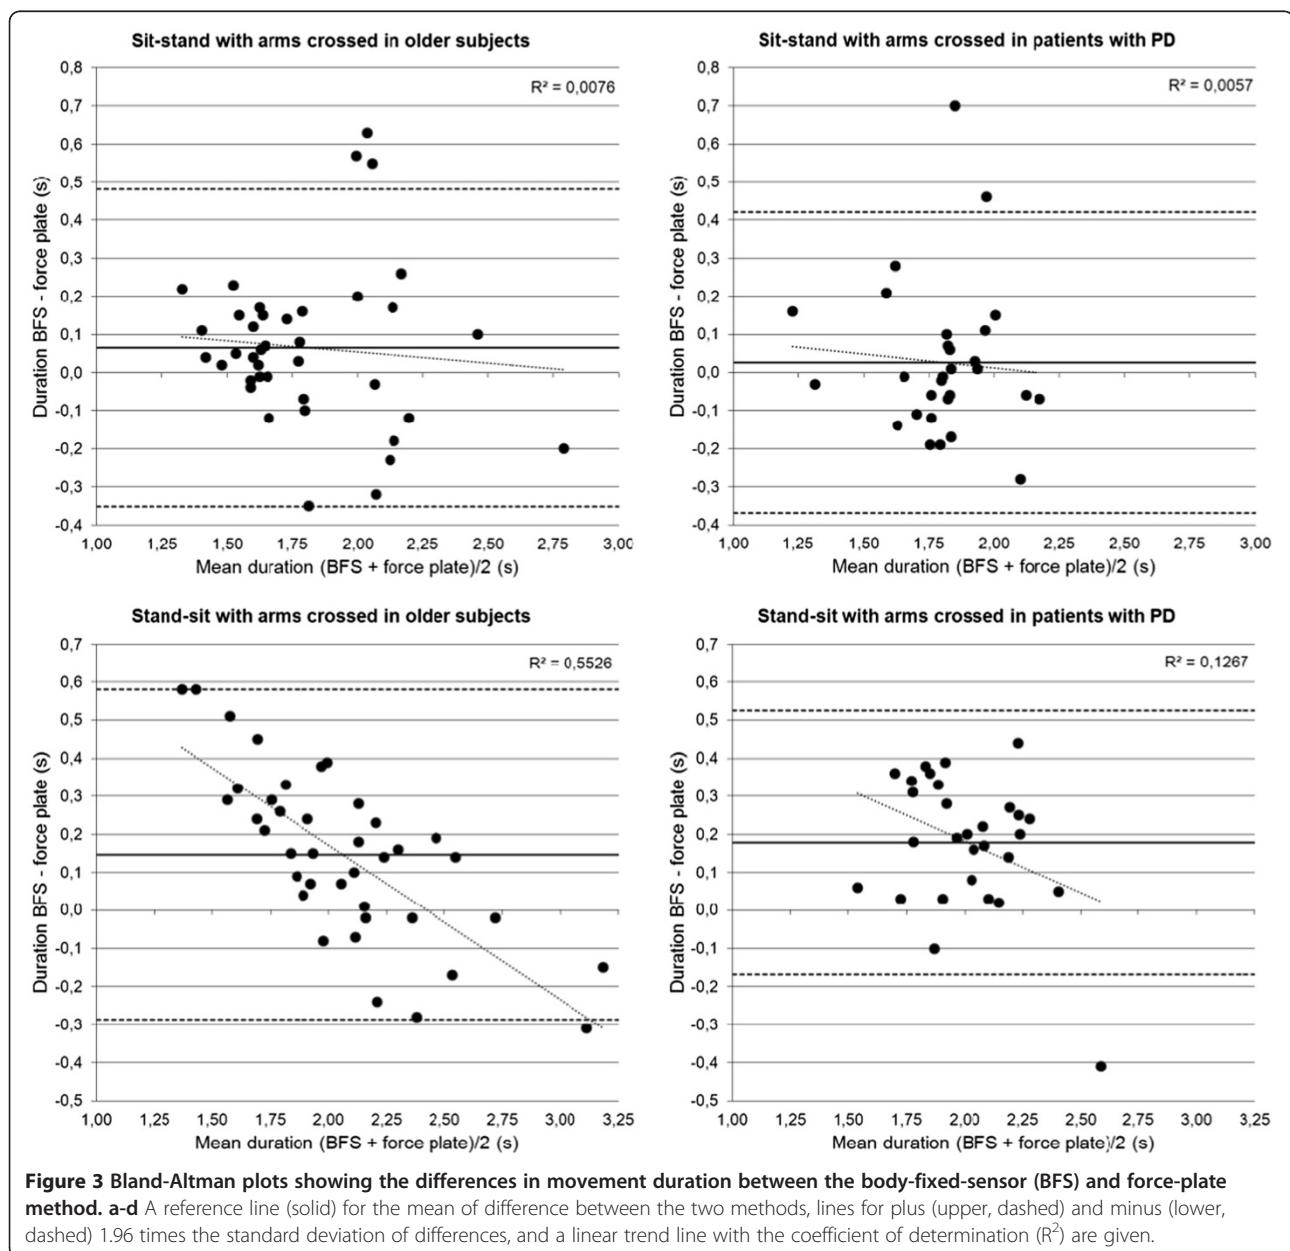 Sit-stand with arms crossed in older subjects
R² = 0,0076
0,8
0,7
0,6
0,5
0,4
0,3
0,2
0,1
0,0
-0,1
-0,2
-0,3
-0,4
Duration BFS - force plate (s)
1,00 1,25 1,50 1,75 2,00 2,25 2,50 2,75 3,00
Mean duration (BFS + force plate)/2 (s)
Sit-stand with arms crossed in patients with PD
R² = 0,0057
0,8
0,7
0,6
0,5
0,4
0,3
0,2
0,1
0,0
-0,1
-0,2
-0,3
-0,4
Duration BFS - force plate (s)
1,00 1,25 1,50 1,75 2,00 2,25 2,50 2,75 3,00
Mean duration (BFS + force plate)/2 (s)
Stand-sit with arms crossed in older subjects
R² = 0,5526
0,7
0,6
0,5
0,4
0,3
0,2
0,1
0,0
-0,1
-0,2
-0,3
-0,4
-0,5
Duration BFS - force plate (s)
1,00 1,25 1,50 1,75 2,00 2,25 2,50 2,75 3,00 3,25
Mean duration (BFS + force plate)/2 (s)
Stand-sit with arms crossed in patients with PD
R² = 0,1267
0,7
0,6
0,5
0,4
0,3
0,2
0,1
0,0
-0,1
-0,2
-0,3
-0,4
-0,5
Duration BFS - force plate (s)
1,00 1,25 1,50 1,75 2,00 2,25 2,50 2,75 3,00 3,25
Mean duration (BFS + force plate)/2 (s)
Figure 3 Bland-Altman plots showing the differences in movement duration between the body-fixed-sensor (BFS) and force-plate
method. a-d A reference line (solid) for the mean of difference between the two methods, lines for plus (upper, dashed) and minus (lower,
dashed) 1.96 times the standard deviation of differences, and a linear trend line with the coefficient of determination (R²) are given.